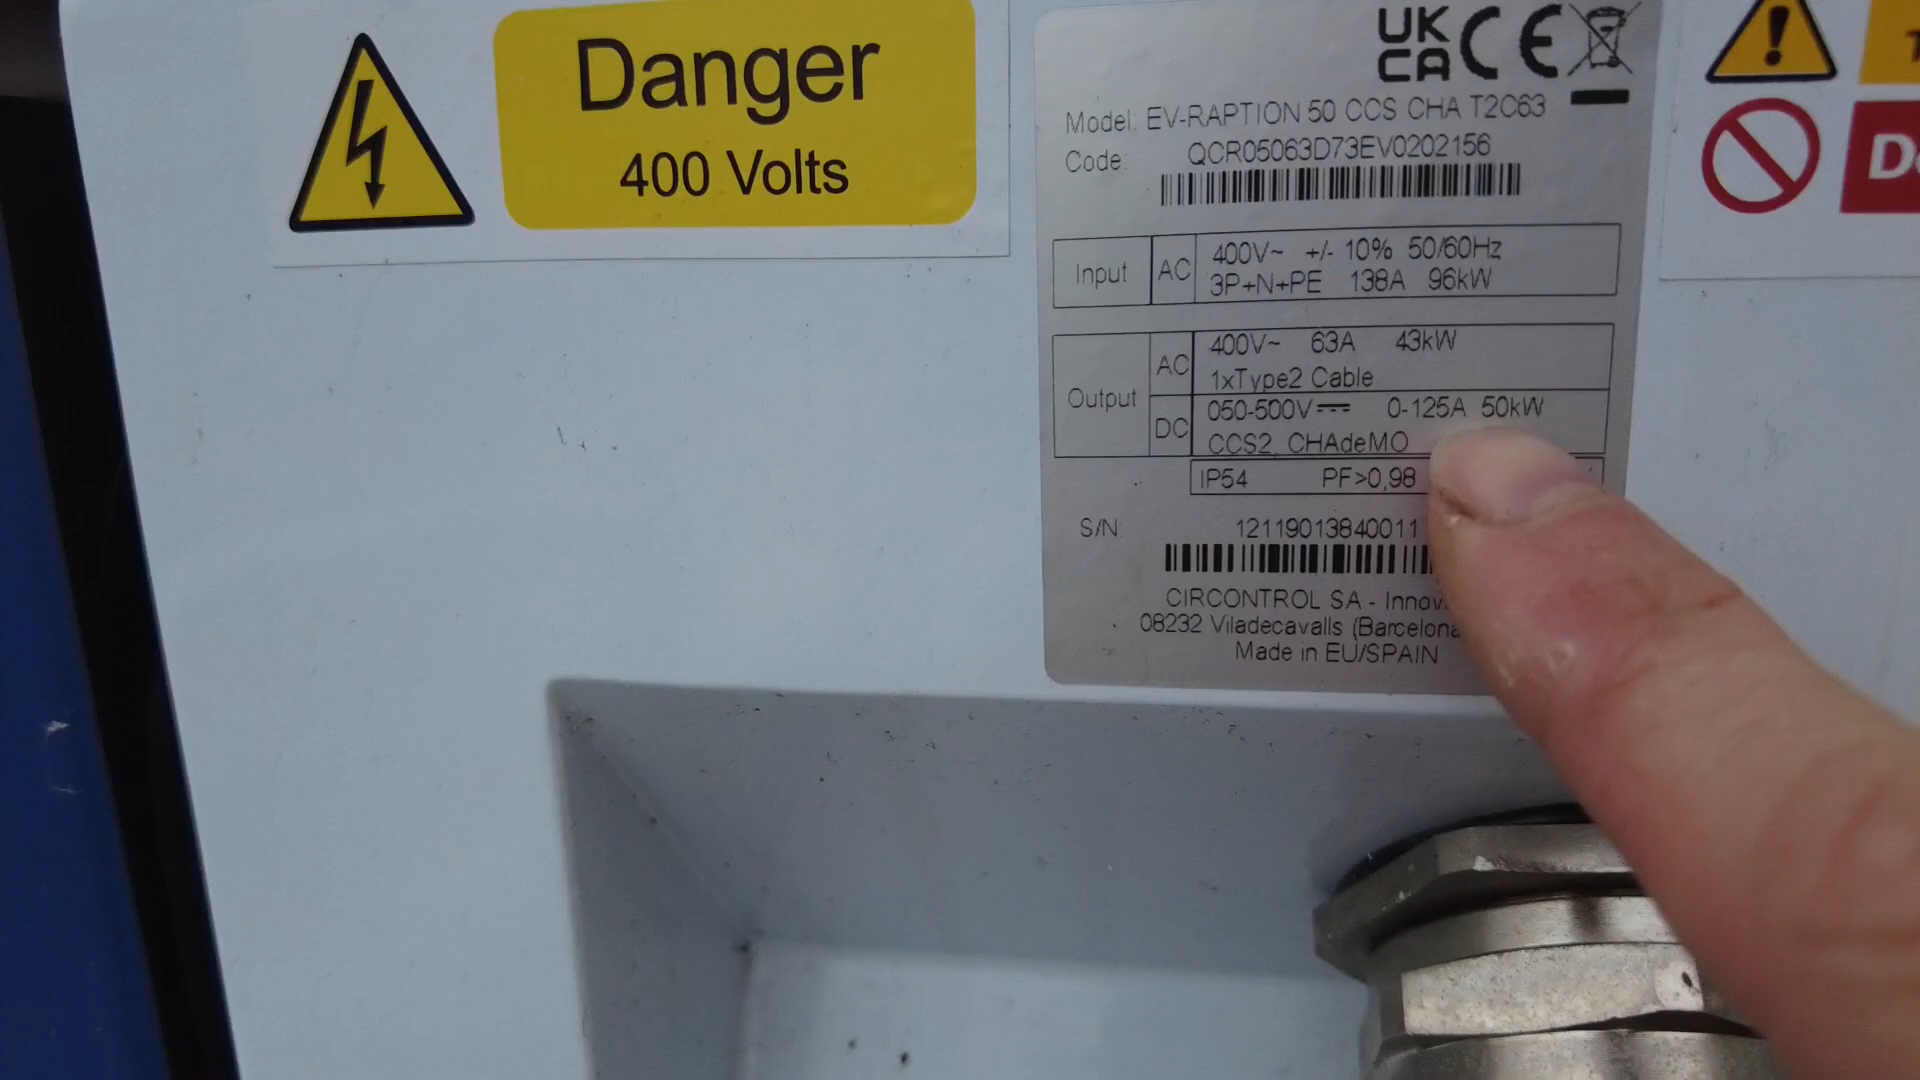 Danger
400 Volts
UK
CA CE
Model: EV-RAPTION 50 CCS CHA T2C63
Code: QCR05063D73EV0202156
Input AC 400V~ +/- 10% 50/60Hz
3P+N+PE 138A 96kW
Output AC 400V~ 63A 43kW
1xType2 Cable
DC 050-500V⎓ 0-125A 50kW
CCS2, CHAdeMO
IP54 PF>0,98
S/N: 12119013840011
CIRCONTROL SA -
08232 Viladecavalls (Barcelona
Made in EU/SPAIN